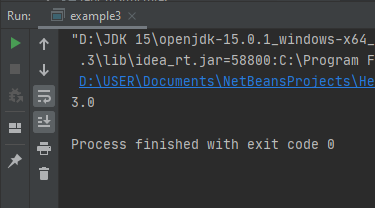 Run: example3 ×
"D:\JDK 15\openjdk-15.0.1_windows-x64_
.3\lib\idea_rt.jar=58800:C:\Program F
D:\USER\Documents\NetBeansProjects\He
3.0
Process finished with exit code 0